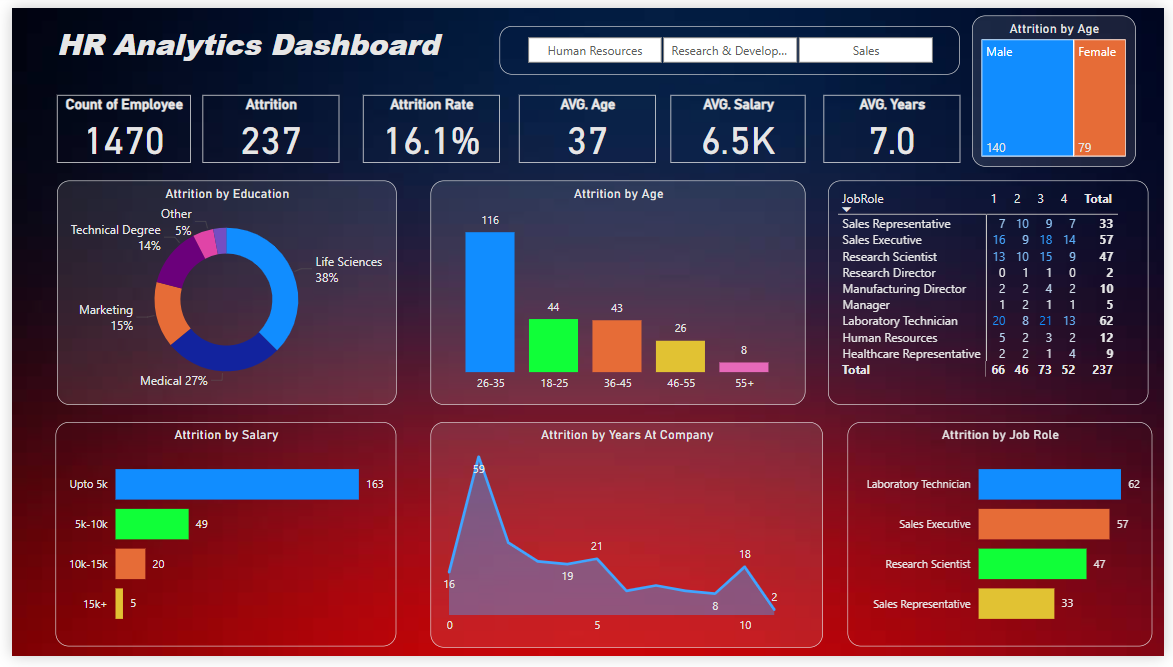 HR Analytics Dashboard
Human Resources
Research & Develop...
Sales
Attrition by Age
Male
Female
140
79
Count of Employee
1470
Attrition
237
Attrition Rate
16.1%
AVG. Age
37
AVG. Salary
6.5K
AVG. Years
7.0
Attrition by Education
Other
5%
Technical Degree
14%
Life Sciences
38%
Marketing
15%
Medical 27%
Attrition by Age
116
44
43
26
8
26-35 18-25 36-45 46-55 55+
JobRole 1 2 3 4 Total
Sales Representative 7 10 9 7 33
Sales Executive 16 9 18 14 57
Research Scientist 13 10 15 9 47
Research Director 0 1 1 0 2
Manufacturing Director 2 2 4 2 10
Manager 1 2 1 1 5
Laboratory Technician 20 8 21 13 62
Human Resources 5 2 3 2 12
Healthcare Representative 2 2 1 4 9
Total 66 46 73 52 237
Attrition by Salary
Upto 5k 163
5k-10k 49
10k-15k 20
15k+ 5
Attrition by Years At Company
59
16
19
21
8
18
2
0 5 10
Attrition by Job Role
Laboratory Technician 62
Sales Executive 57
Research Scientist 47
Sales Representative 33